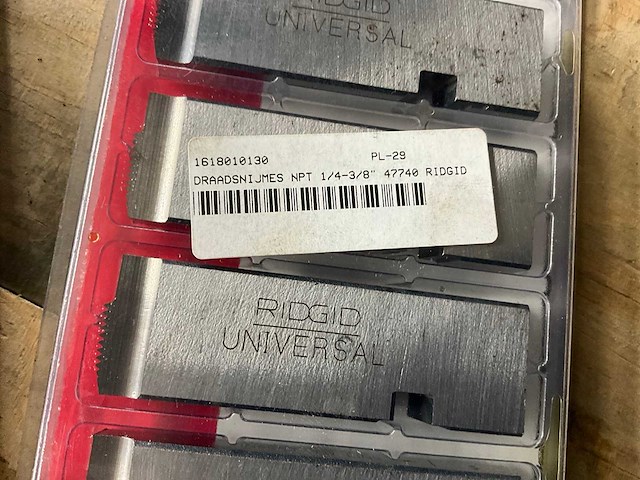 RIDGID
UNIVERSAL
1618010130 PL-29
DRAADSNIJMES NPT 1/4-3/8" 47740 RIDGID
RIDGID
UNIVERSAL